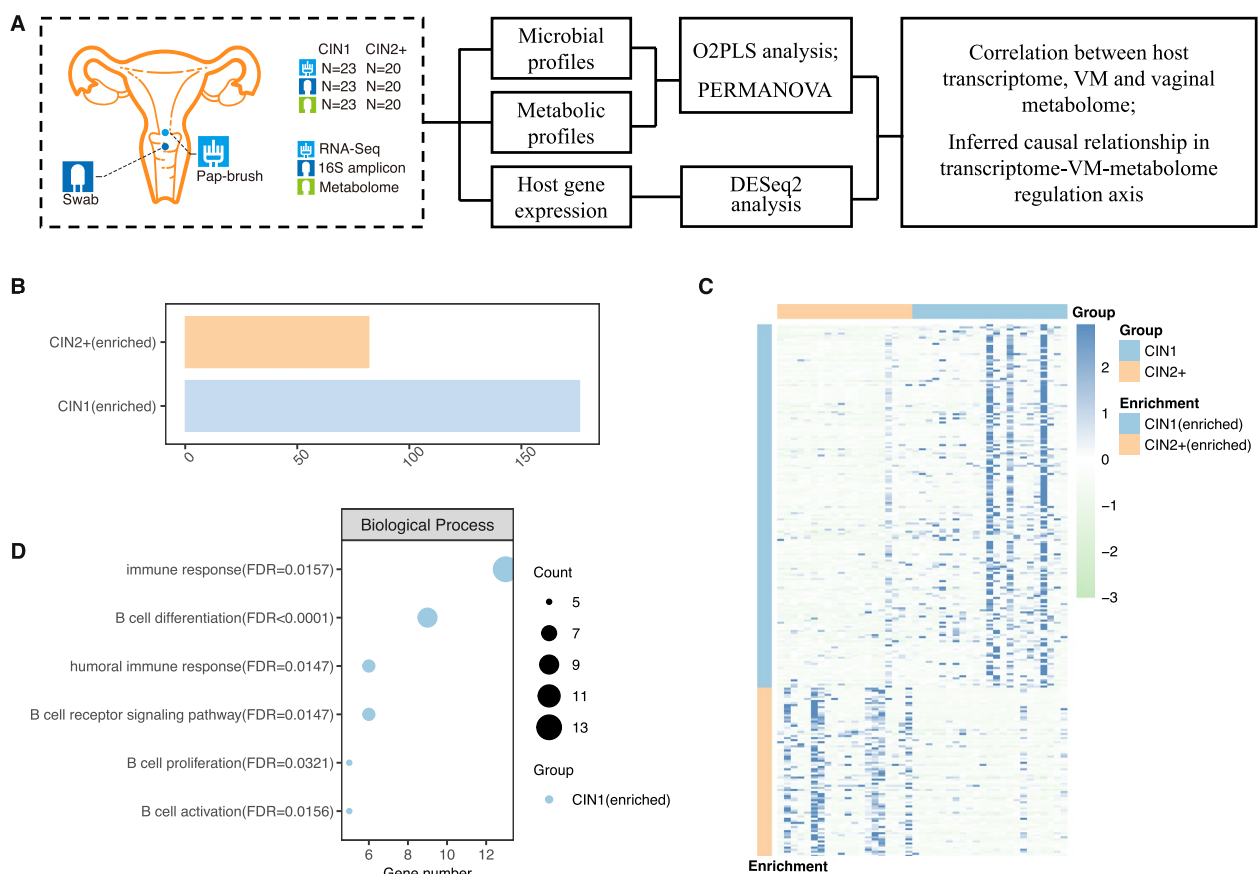 A
CIN1 CIN2+
N=23 N=20
N=23 N=20
N=23 N=20
RNA-Seq
16S amplicon
Metabolome
Pap-brush
Swab
Microbial
profiles
Metabolic
profiles
Host gene
expression
O2PLS analysis;
PERMANOVA
DESeq2
analysis
Correlation between host
transcriptome, VM and vaginal
metabolome;
Inferred causal relationship in
transcriptome-VM-metabolome
regulation axis
B
CIN2+(enriched)
CIN1(enriched)
0
50
100
150
C
Group
2
1
0
−1
−2
−3
Group
CIN1
CIN2+
Enrichment
CIN1(enriched)
CIN2+(enriched)
Enrichment
D
Biological Process
immune response(FDR=0.0157)
B cell differentiation(FDR<0.0001)
humoral immune response(FDR=0.0147)
B cell receptor signaling pathway(FDR=0.0147)
B cell proliferation(FDR=0.0321)
B cell activation(FDR=0.0156)
6 8 10 12
Gene number
Count
5
7
9
11
13
Group
CIN1(enriched)